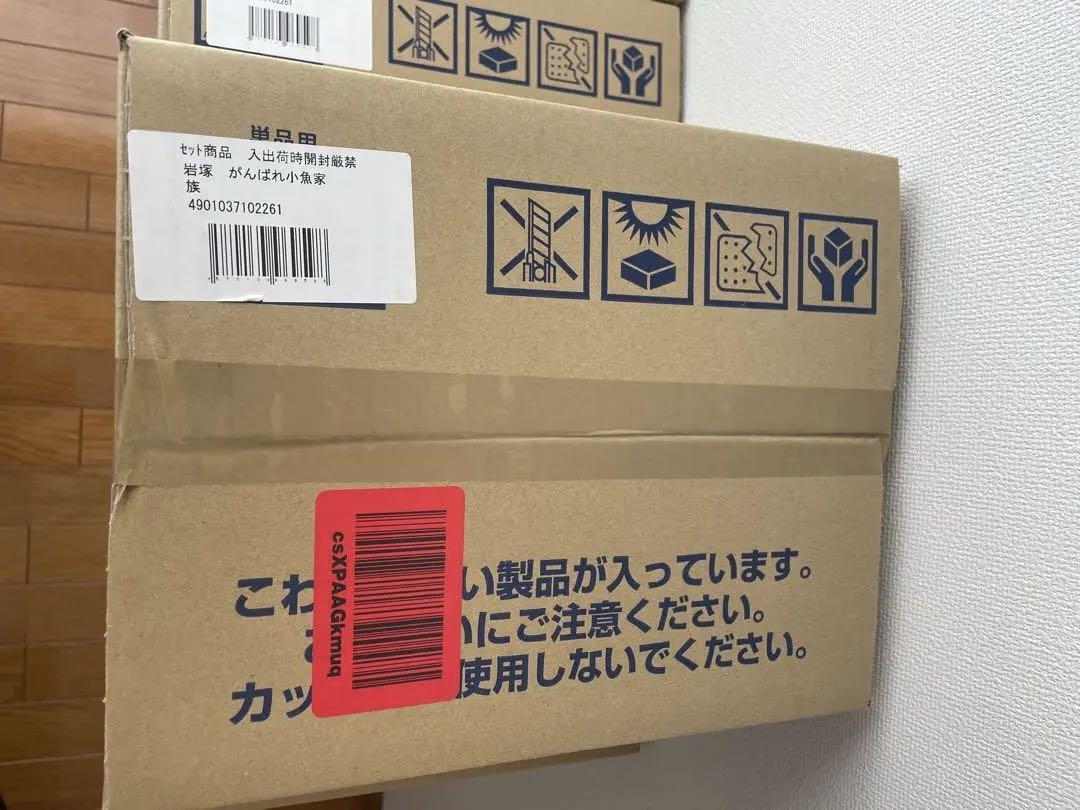 単品用
ｾｯﾄ商品　入出荷時開封厳禁
岩塚　がんばれ小魚家
族
4901037102261
csXPAAGkmuq
こわ
い製品が入っています。
いにご注意ください。
カッ
使用しないでください。